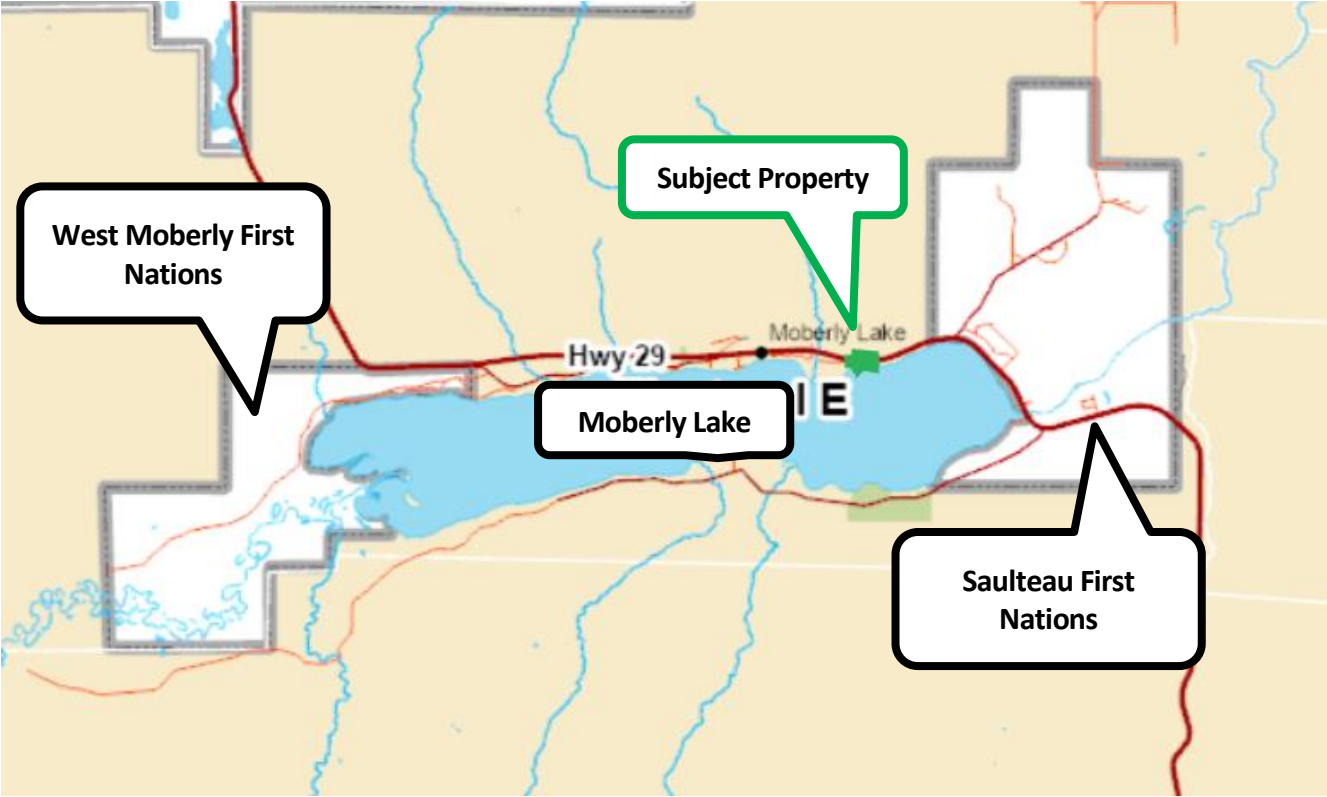 Subject Property
West Moberly First
Nations
Moberly Lake
Hwy 29
Moberly Lake
I E
Saulteau First
Nations